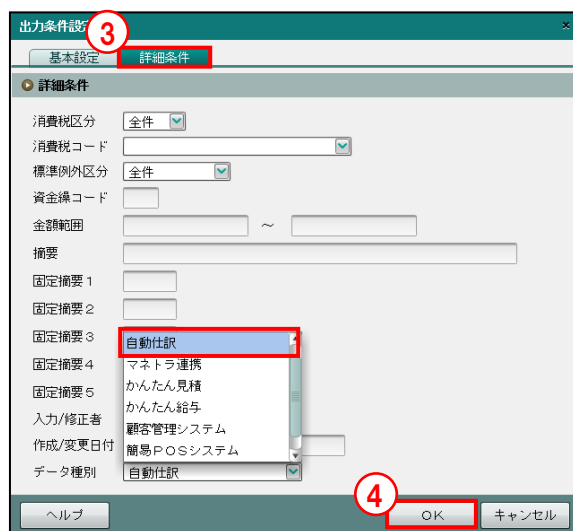 出力条件設定
×
③
基本設定
詳細条件
詳細条件
消費税区分 全件
消費税コード
標準例外区分 全件
資金繰コード
金額範囲 ～
摘要
固定摘要１
固定摘要２
固定摘要３
自動仕訳
固定摘要４
マネトラ連携
固定摘要５
かんたん見積
かんたん給与
入力/修正者
顧客管理システム
作成/変更日付
簡易ＰＯＳシステム
データ種別 自動仕訳
④
ヘルプ
OK
キャンセル